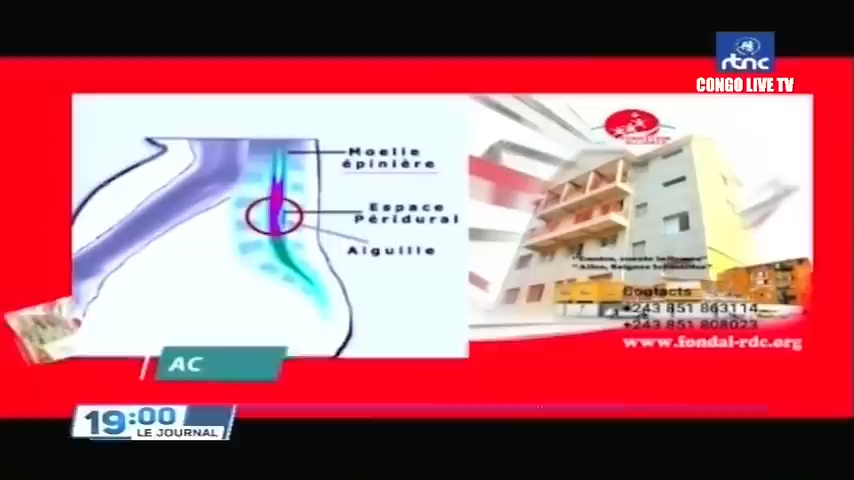 rtnc
CONGO LIVE TV
Moelle
épinière
Espace
Péridural
Aiguille
Contacts
+243 851 863114
+243 851 808023
www.fondal-rdc.org
AC
19:00
LE JOURNAL